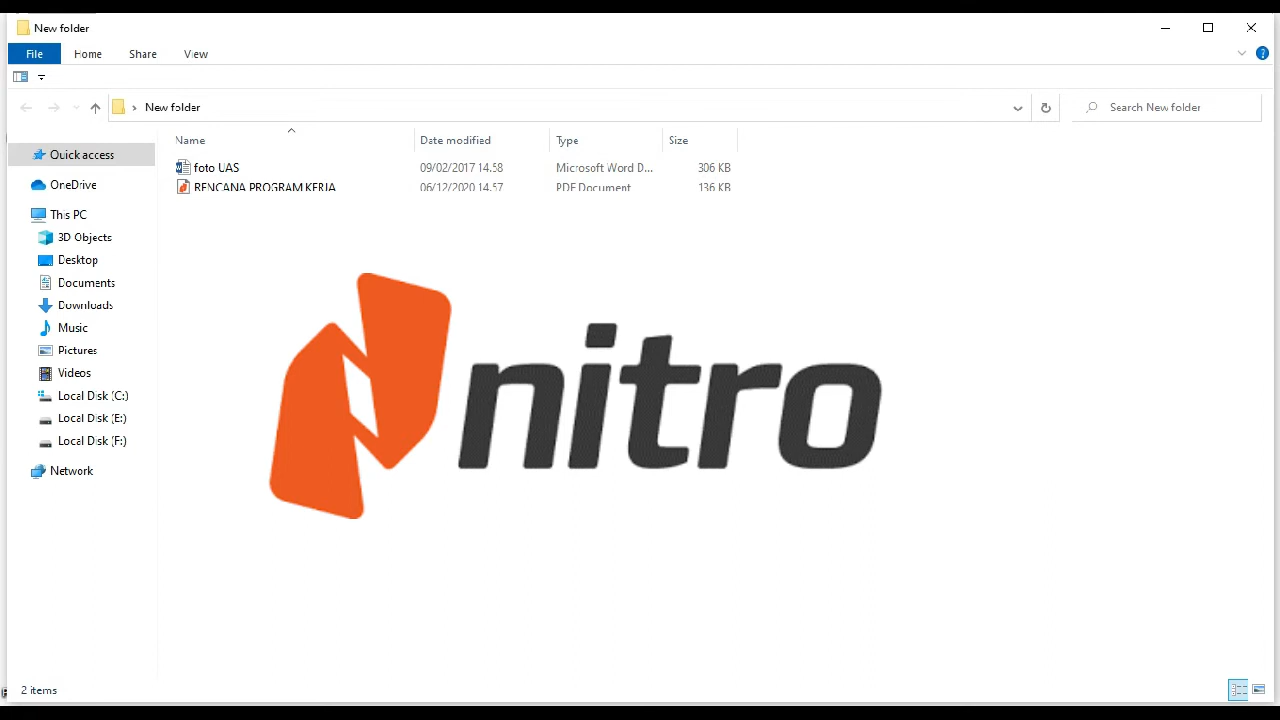 New folder
File Home Share View
New folder
Search New folder
Name Date modified Type Size
foto UAS 09/02/2017 14.58 Microsoft Word D... 306 KB
RENCANA PROGRAM KERJA 06/12/2020 14.57 PDF Document 136 KB
Quick access
OneDrive
This PC
3D Objects
Desktop
Documents
Downloads
Music
Pictures
Videos
Local Disk (C:)
Local Disk (E:)
Local Disk (F:)
Network
nitro
2 items